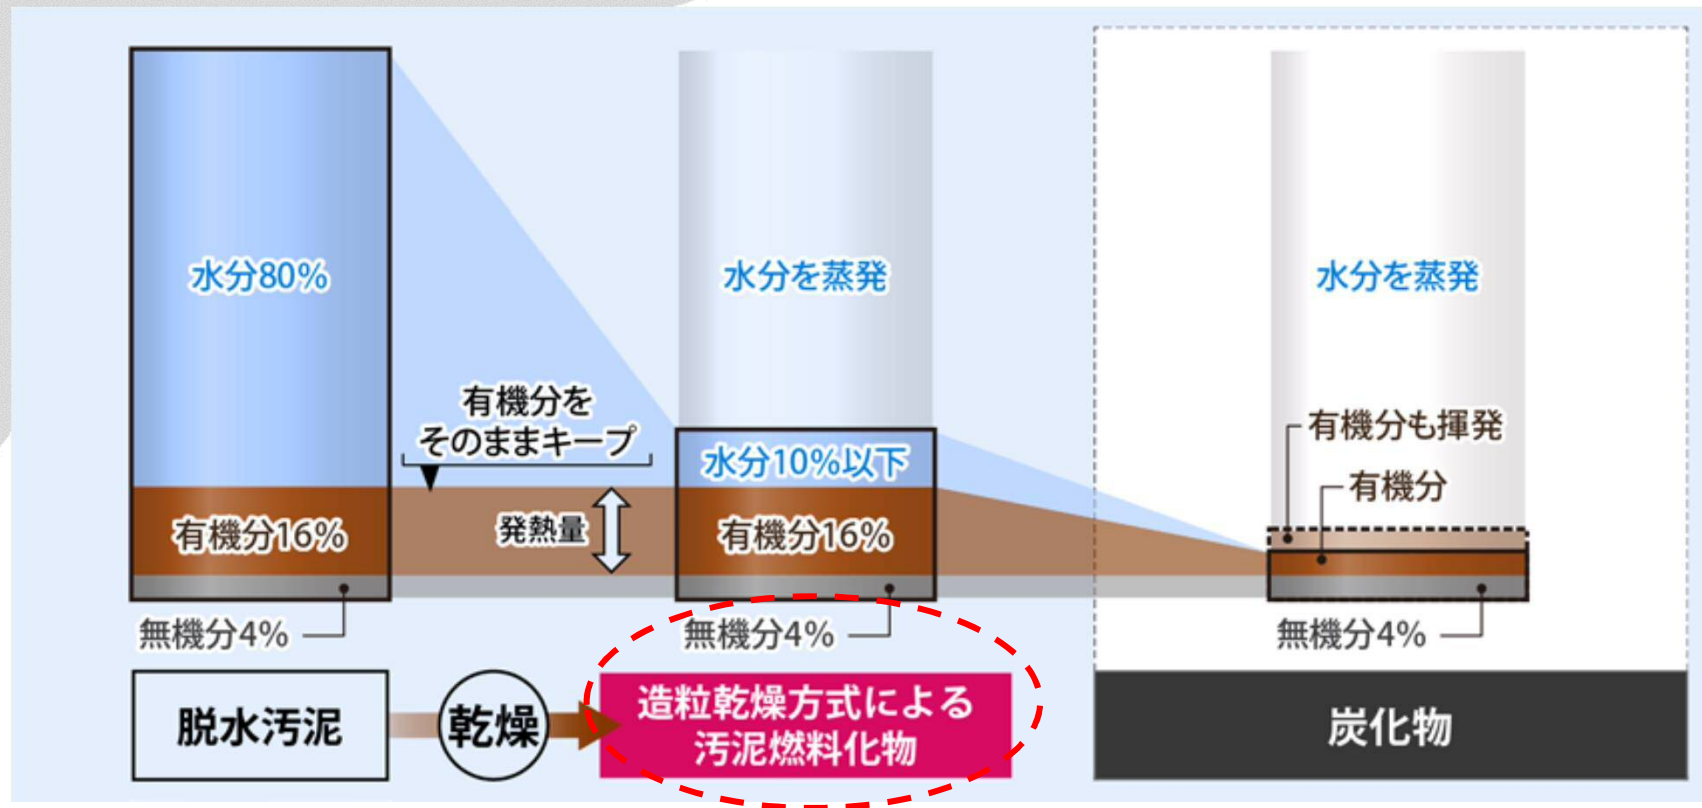 水分80%
水分を蒸発
水分を蒸発
有機分を
そのままキープ
水分10%以下
有機分も揮発
有機分
有機分16%
発熱量
有機分16%
無機分4%
無機分4%
無機分4%
脱水汚泥
乾燥
造粒乾燥方式による
汚泥燃料化物
炭化物